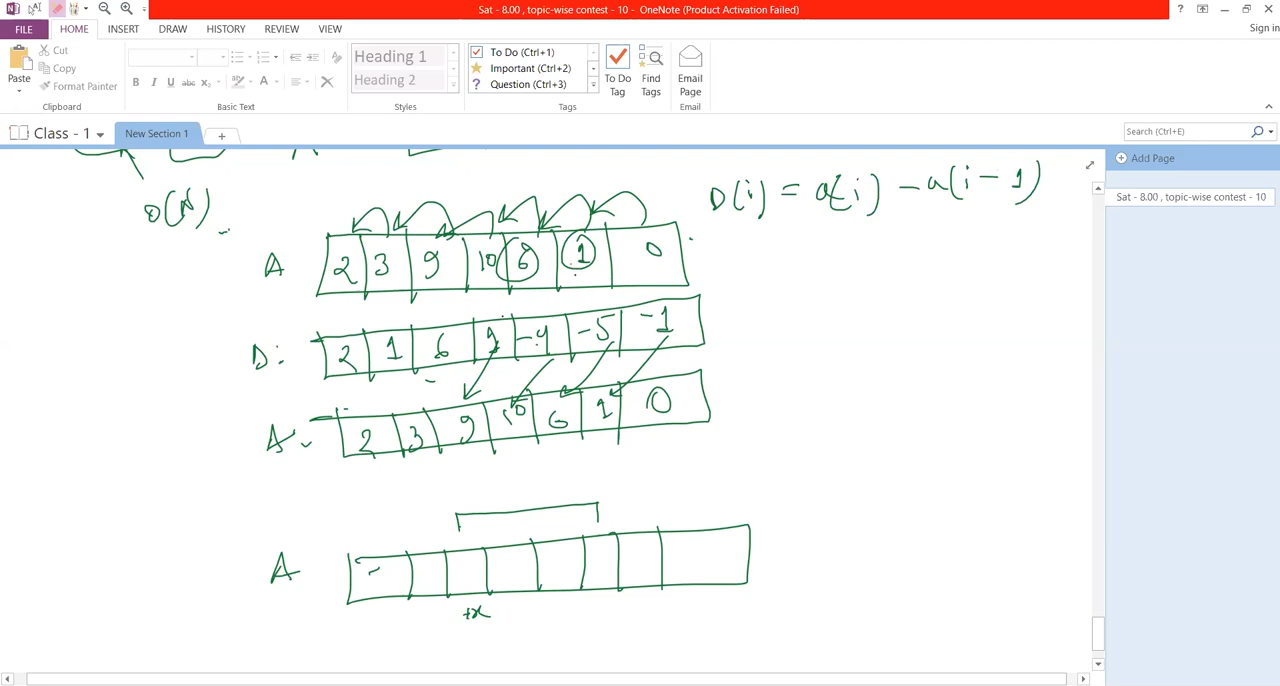 Sat - 8.00 , topic-wise contest - 10 - OneNote (Product Activation Failed)
FILE HOME INSERT DRAW HISTORY REVIEW VIEW Sign in
Paste Cut Copy Format Painter
B I U abc x₂ A
Heading 1
Heading 2
To Do (Ctrl+1)
Important (Ctrl+2)
Question (Ctrl+3)
To Do Tag
Find Tags
Email Page
Clipboard Basic Text Styles Tags Email
Class - 1 New Section 1 Search (Ctrl+E)
Add Page
Sat - 8.00 , topic-wise contest - 10
O(N)
D(i) = a(i) - a(i - 1)
A 2 3 9 10 6 1 0
D: 2 1 6 1 -4 -5 -1
A 2 3 9 10 6 1 0
A
+x